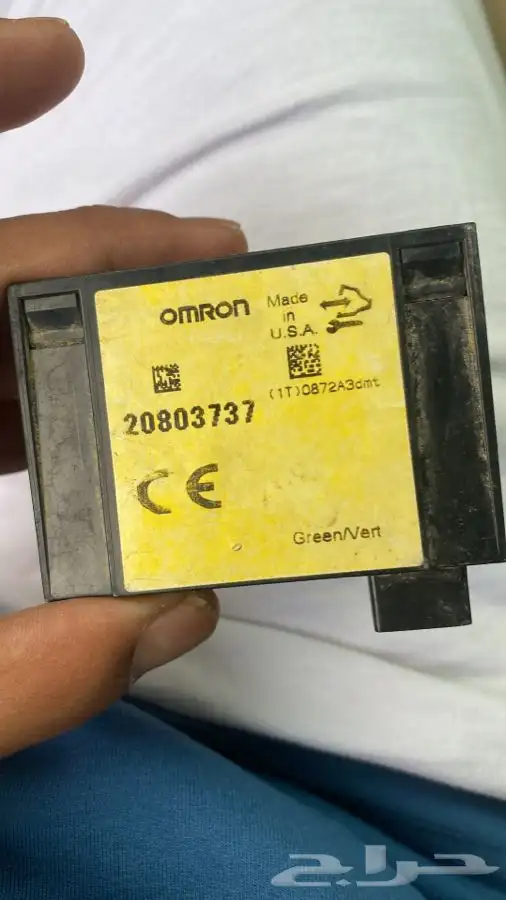 OMRON
Made
in
U.S.A.
(1T)0872A3dmt
20803737
CE
Green/Vert
حراج